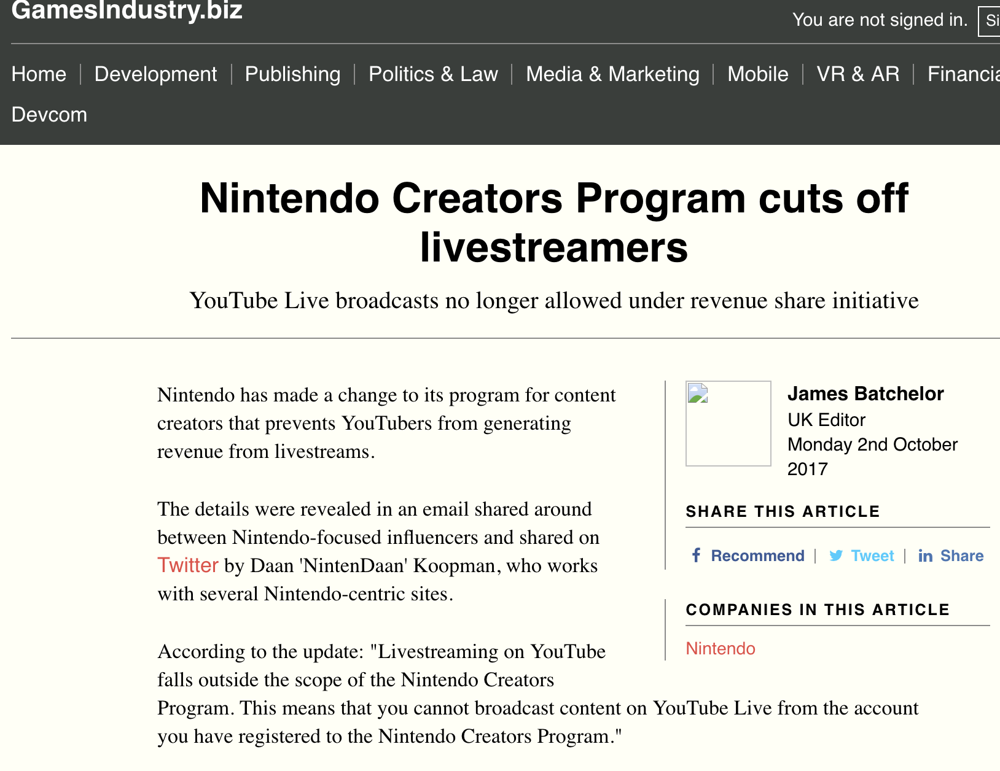 GamesIndustry.biz
You are not signed in.
Si
Home | Development | Publishing | Politics & Law | Media & Marketing | Mobile | VR & AR | Financia
Devcom
Nintendo Creators Program cuts off
livestreamers
YouTube Live broadcasts no longer allowed under revenue share initiative
Nintendo has made a change to its program for content
creators that prevents YouTubers from generating
revenue from livestreams.
The details were revealed in an email shared around
between Nintendo-focused influencers and shared on
Twitter by Daan 'NintenDaan' Koopman, who works
with several Nintendo-centric sites.
According to the update: "Livestreaming on YouTube
falls outside the scope of the Nintendo Creators
Program. This means that you cannot broadcast content on YouTube Live from the account
you have registered to the Nintendo Creators Program."
James Batchelor
UK Editor
Monday 2nd October
2017
SHARE THIS ARTICLE
Recommend | Tweet | Share
COMPANIES IN THIS ARTICLE
Nintendo